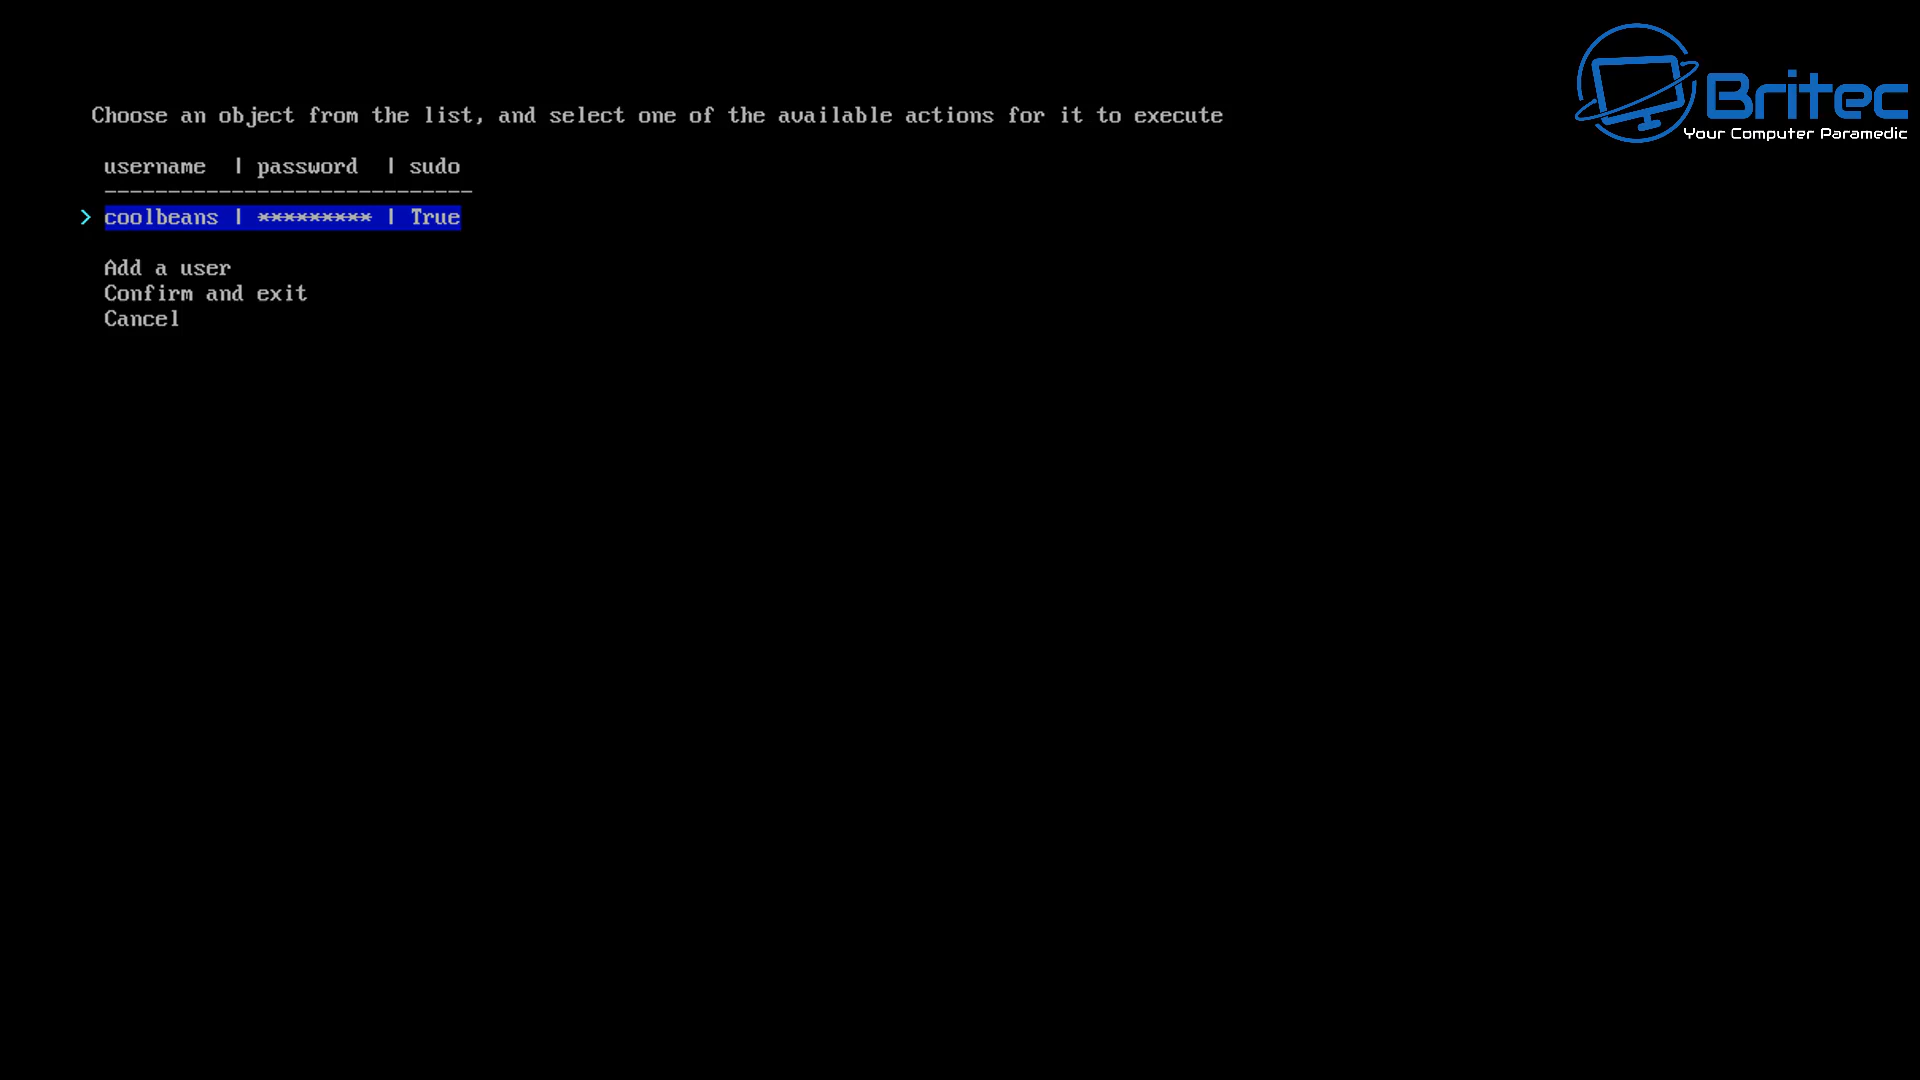 Britec
Your Computer Paramedic
Choose an object from the list, and select one of the available actions for it to execute
username | password | sudo
-----------------------------
> coolbeans | ********* | True
Add a user
Confirm and exit
Cancel